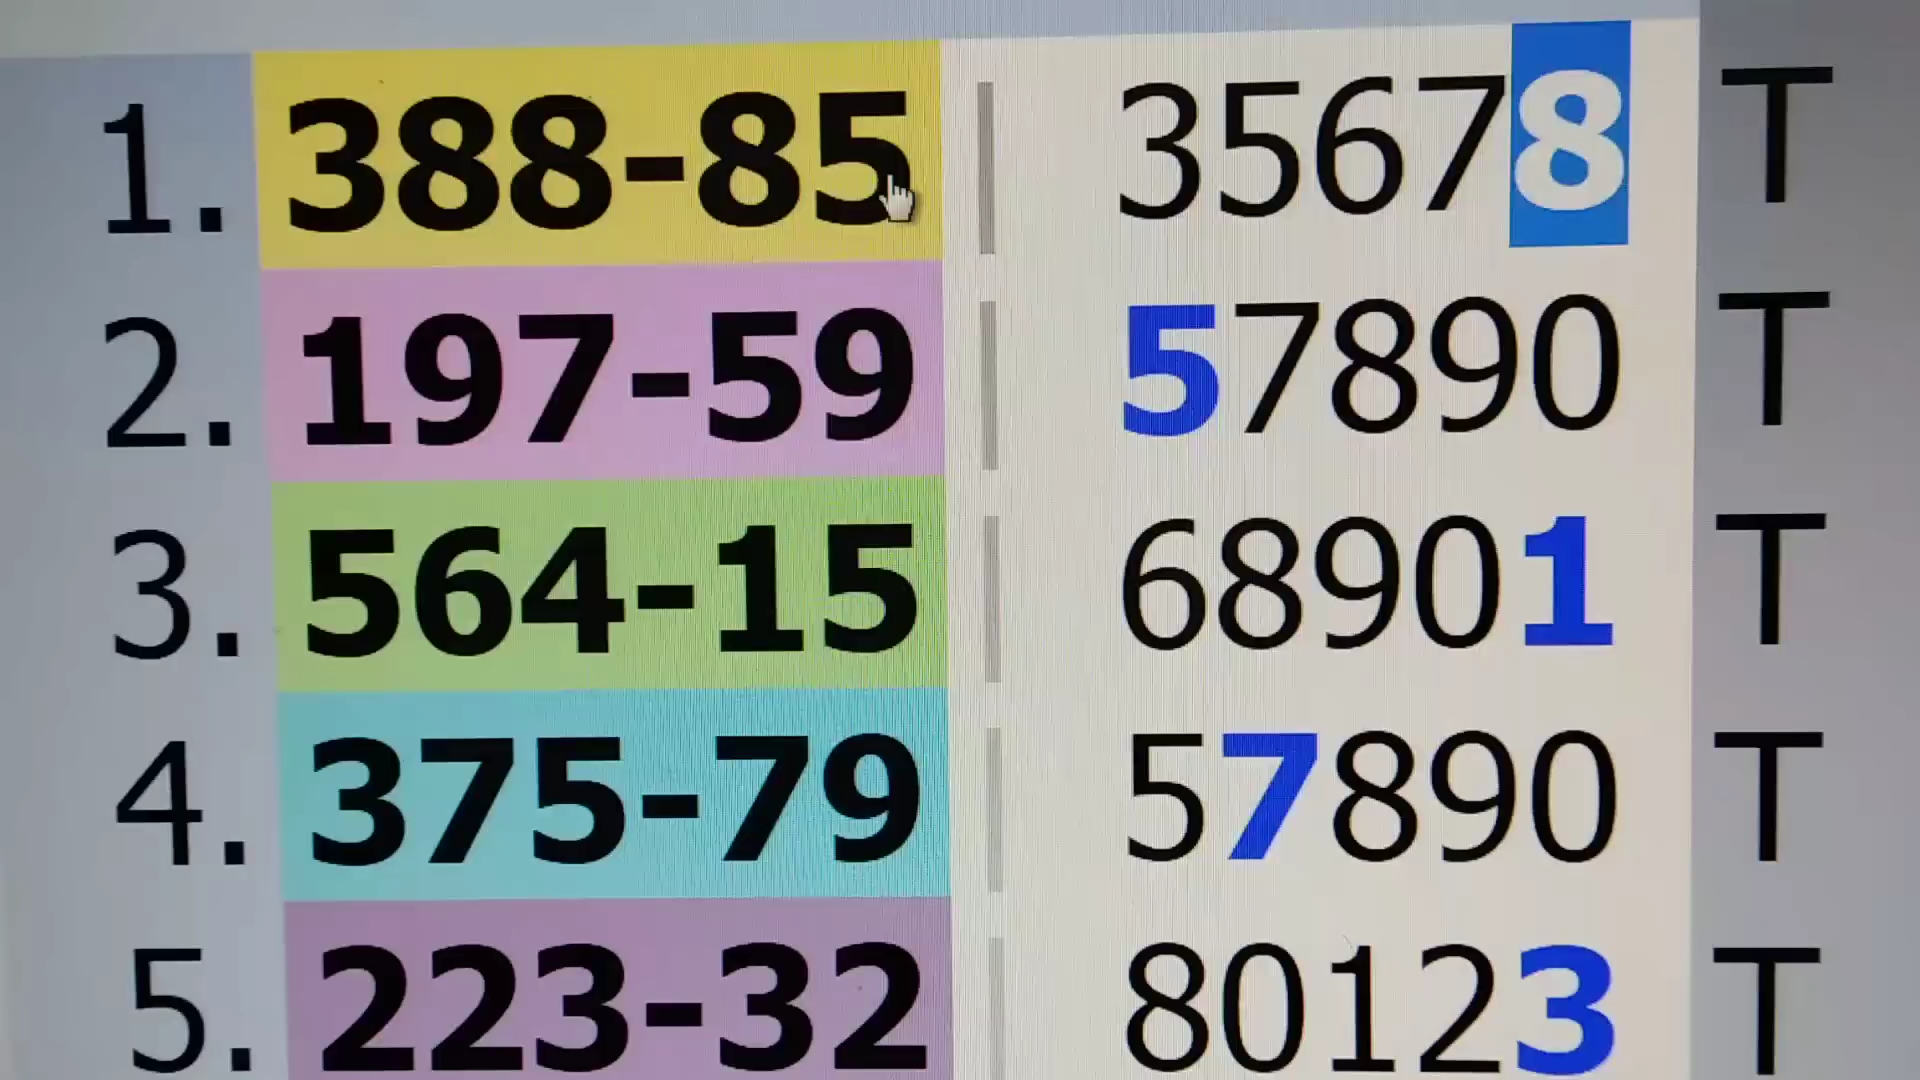 1. 388-85 | 35678 T
2. 197-59 | 57890 T
3. 564-15 | 68901 T
4. 375-79 | 57890 T
5. 223-32 | 80123 T